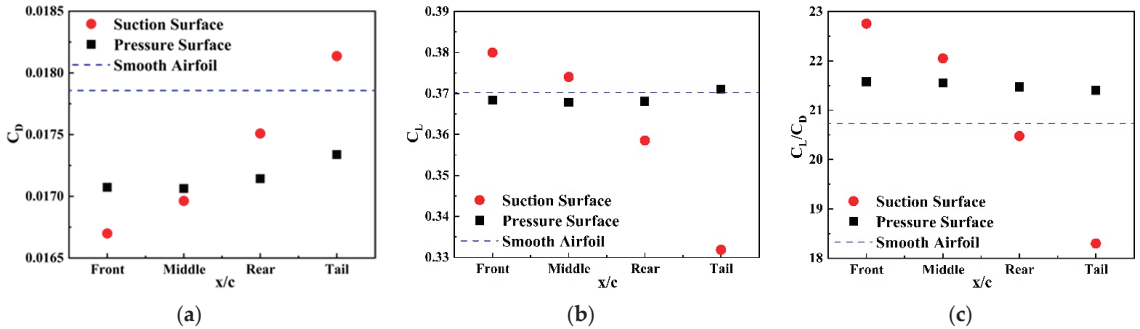 0.0185
0.0180
0.0175
0.0170
0.0165
C_D
Suction Surface
Pressure Surface
Smooth Airfoil
Front Middle Rear Tail
x/c
(a)
0.39
0.38
0.37
0.36
0.35
0.34
0.33
C_L
Suction Surface
Pressure Surface
Smooth Airfoil
Front Middle Rear Tail
x/c
(b)
23
22
21
20
19
18
C_L/C_D
Suction Surface
Pressure Surface
Smooth Airfoil
Front Middle Rear Tail
x/c
(c)